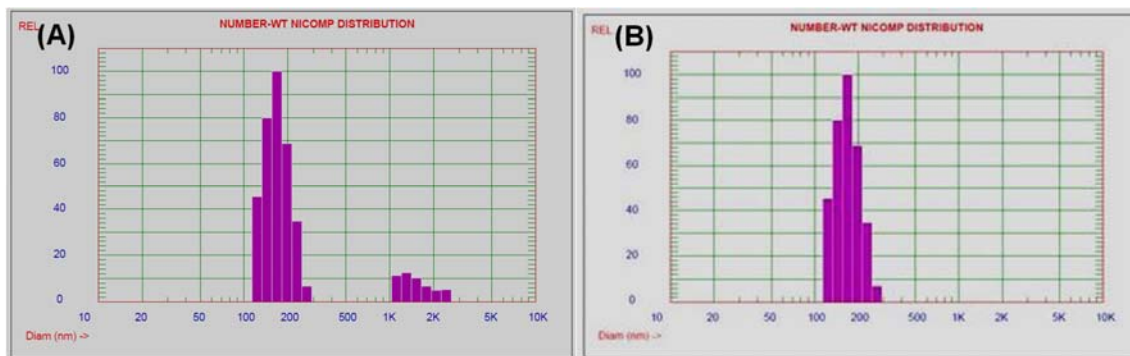 (A)
NUMBER-WT NICOMP DISTRIBUTION
REL
100
80
60
40
20
0
10 20 50 100 200 500 1K 2K 5K 10K
Diam (nm) ->
(B)
NUMBER-WT NICOMP DISTRIBUTION
REL
100
80
60
40
20
0
10 20 50 100 200 500 1K 2K 5K 10K
Diam (nm) ->